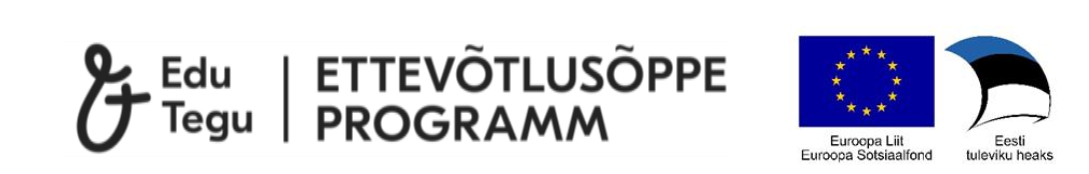 Edu
Tegu
ETTEVÕTLUSÕPPE
PROGRAMM
Euroopa Liit
Euroopa Sotsiaalfond
Eesti
tuleviku heaks